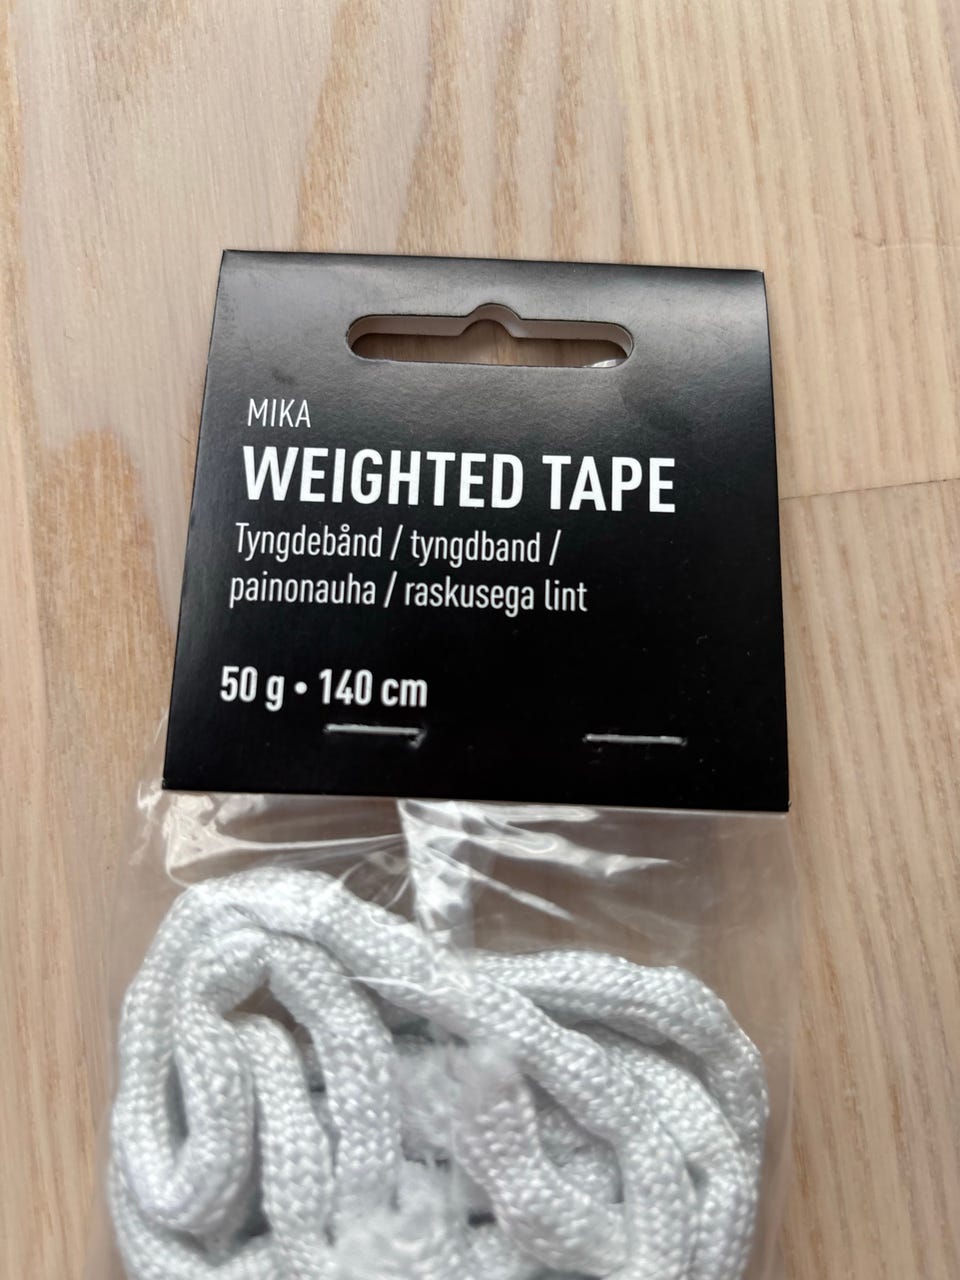 MIKA
WEIGHTED TAPE
Tyngdebånd / tyngdband /
painonauha / raskusega lint
50 g • 140 cm